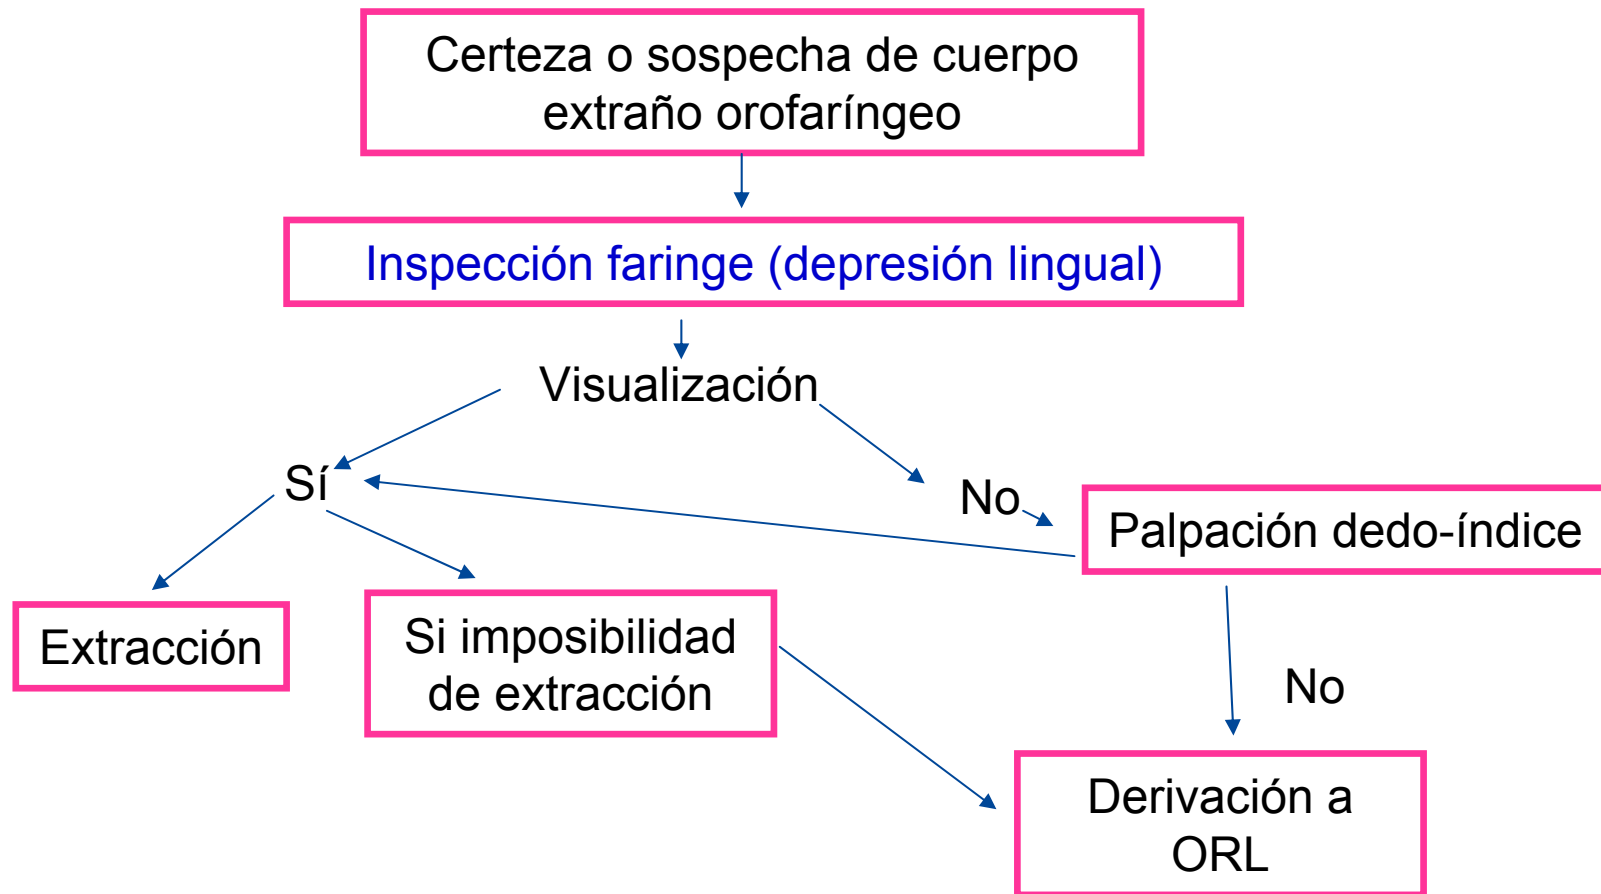 Certeza o sospecha de cuerpo
extraño orofaríngeo
Inspección faringe (depresión lingual)
Visualización
Sí
No
Palpación dedo-índice
Extracción
Si imposibilidad
de extracción
No
Derivación a
ORL